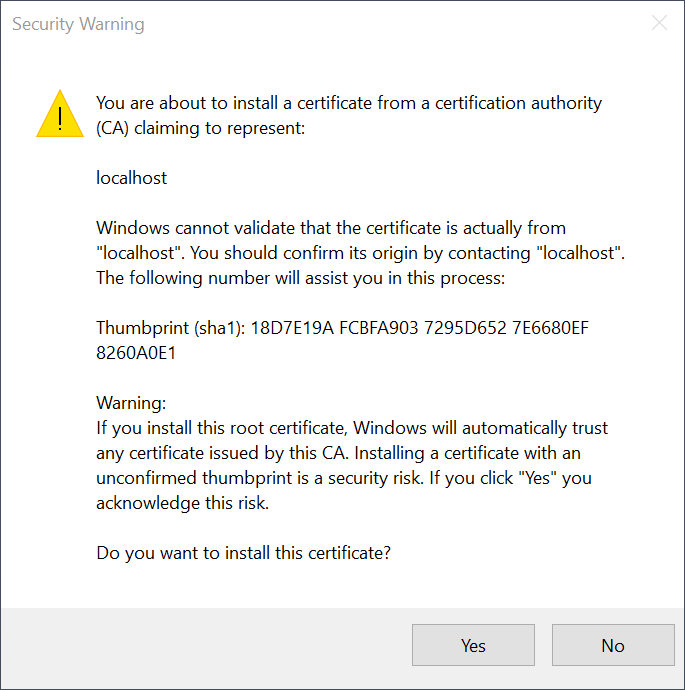 Security Warning
You are about to install a certificate from a certification authority
(CA) claiming to represent:
localhost
Windows cannot validate that the certificate is actually from
"localhost". You should confirm its origin by contacting "localhost".
The following number will assist you in this process:
Thumbprint (sha1): 18D7E19A FCBFA903 7295D652 7E6680EF
8260A0E1
Warning:
If you install this root certificate, Windows will automatically trust
any certificate issued by this CA. Installing a certificate with an
unconfirmed thumbprint is a security risk. If you click "Yes" you
acknowledge this risk.
Do you want to install this certificate?
Yes
No